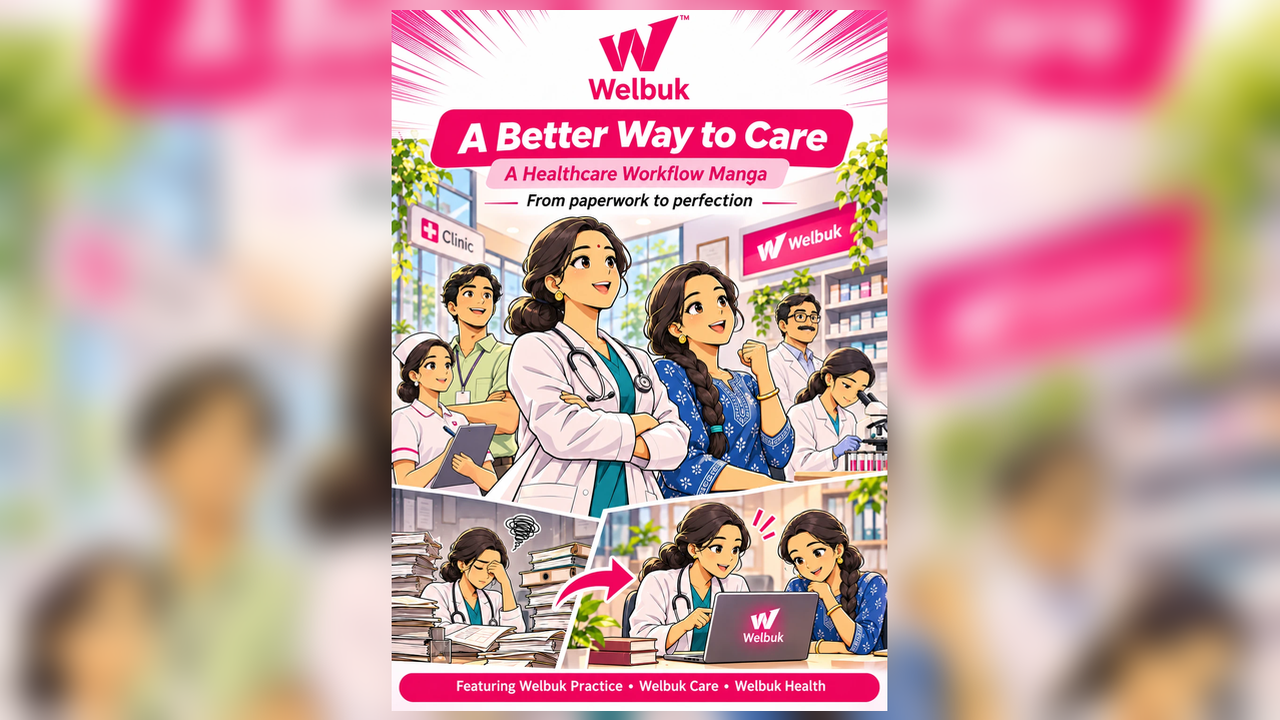 W™
Welbuk
A Better Way to Care
A Healthcare Workflow Manga
From paperwork to perfection
Clinic
W Welbuk
W
Welbuk
Featuring Welbuk Practice • Welbuk Care • Welbuk Health